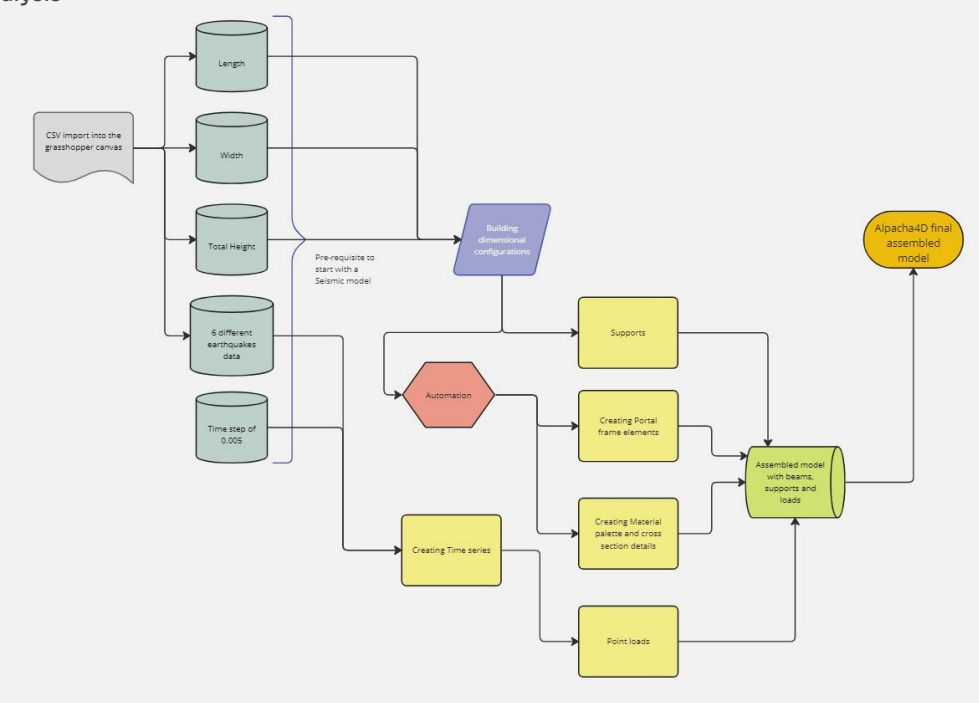 Length
CSV import into the
grasshopper canvas
Width
Total Height
Pre-requisite to
start with a
Seismic model
6 different
earthquakes
data
Time step of
0.005
Building
dimensional
configurations
Alpacha4D final
assembled
model
Supports
Automation
Creating Portal
frame elements
Assembled model
with beams,
supports and
loads
Creating Material
palette and cross
section details
Creating Time series
Point loads